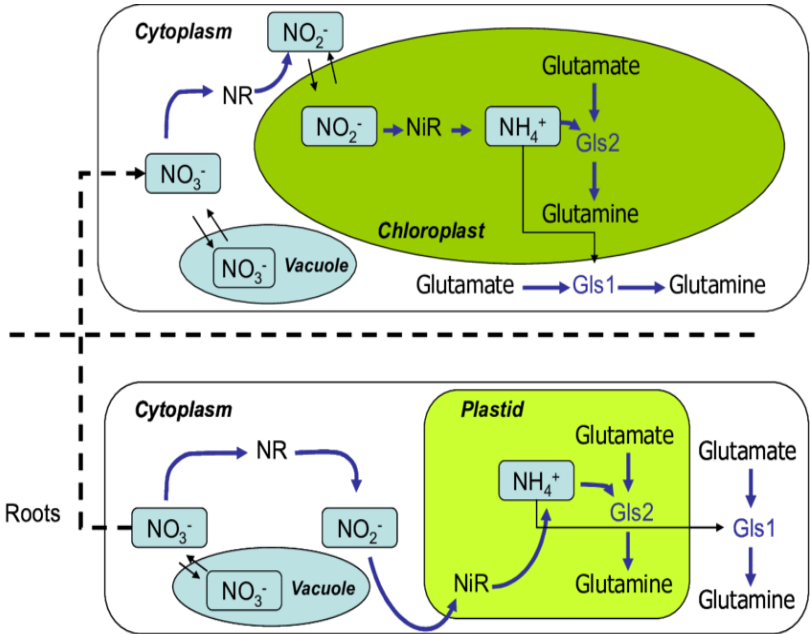 Cytoplasm
NO₂⁻
Glutamate
NR
NO₂⁻
NiR
NH₄⁺
Gls2
NO₃⁻
Glutamine
Chloroplast
NO₃⁻
Vacuole
Glutamate
Gls1
Glutamine
Cytoplasm
Plastid
NR
Glutamate
Glutamate
NH₄⁺
Roots
NO₃⁻
NO₂⁻
Gls2
Gls1
NO₃⁻
Vacuole
NiR
Glutamine
Glutamine